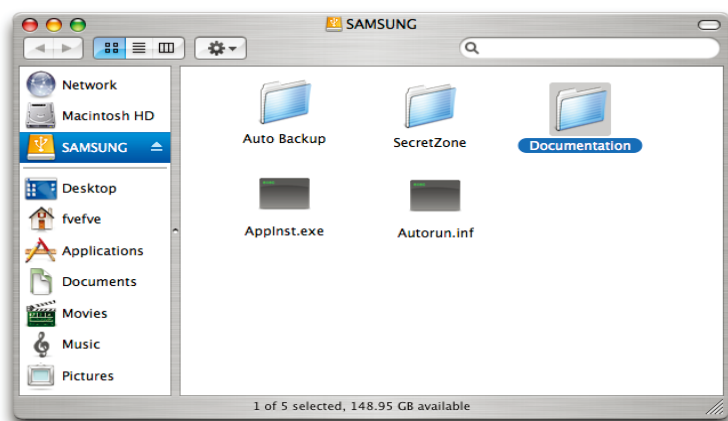 SAMSUNG
Network
Macintosh HD
SAMSUNG
Desktop
fvefve
Applications
Documents
Movies
Music
Pictures
Auto Backup
SecretZone
Documentation
AppInst.exe
Autorun.inf
1 of 5 selected, 148.95 GB available